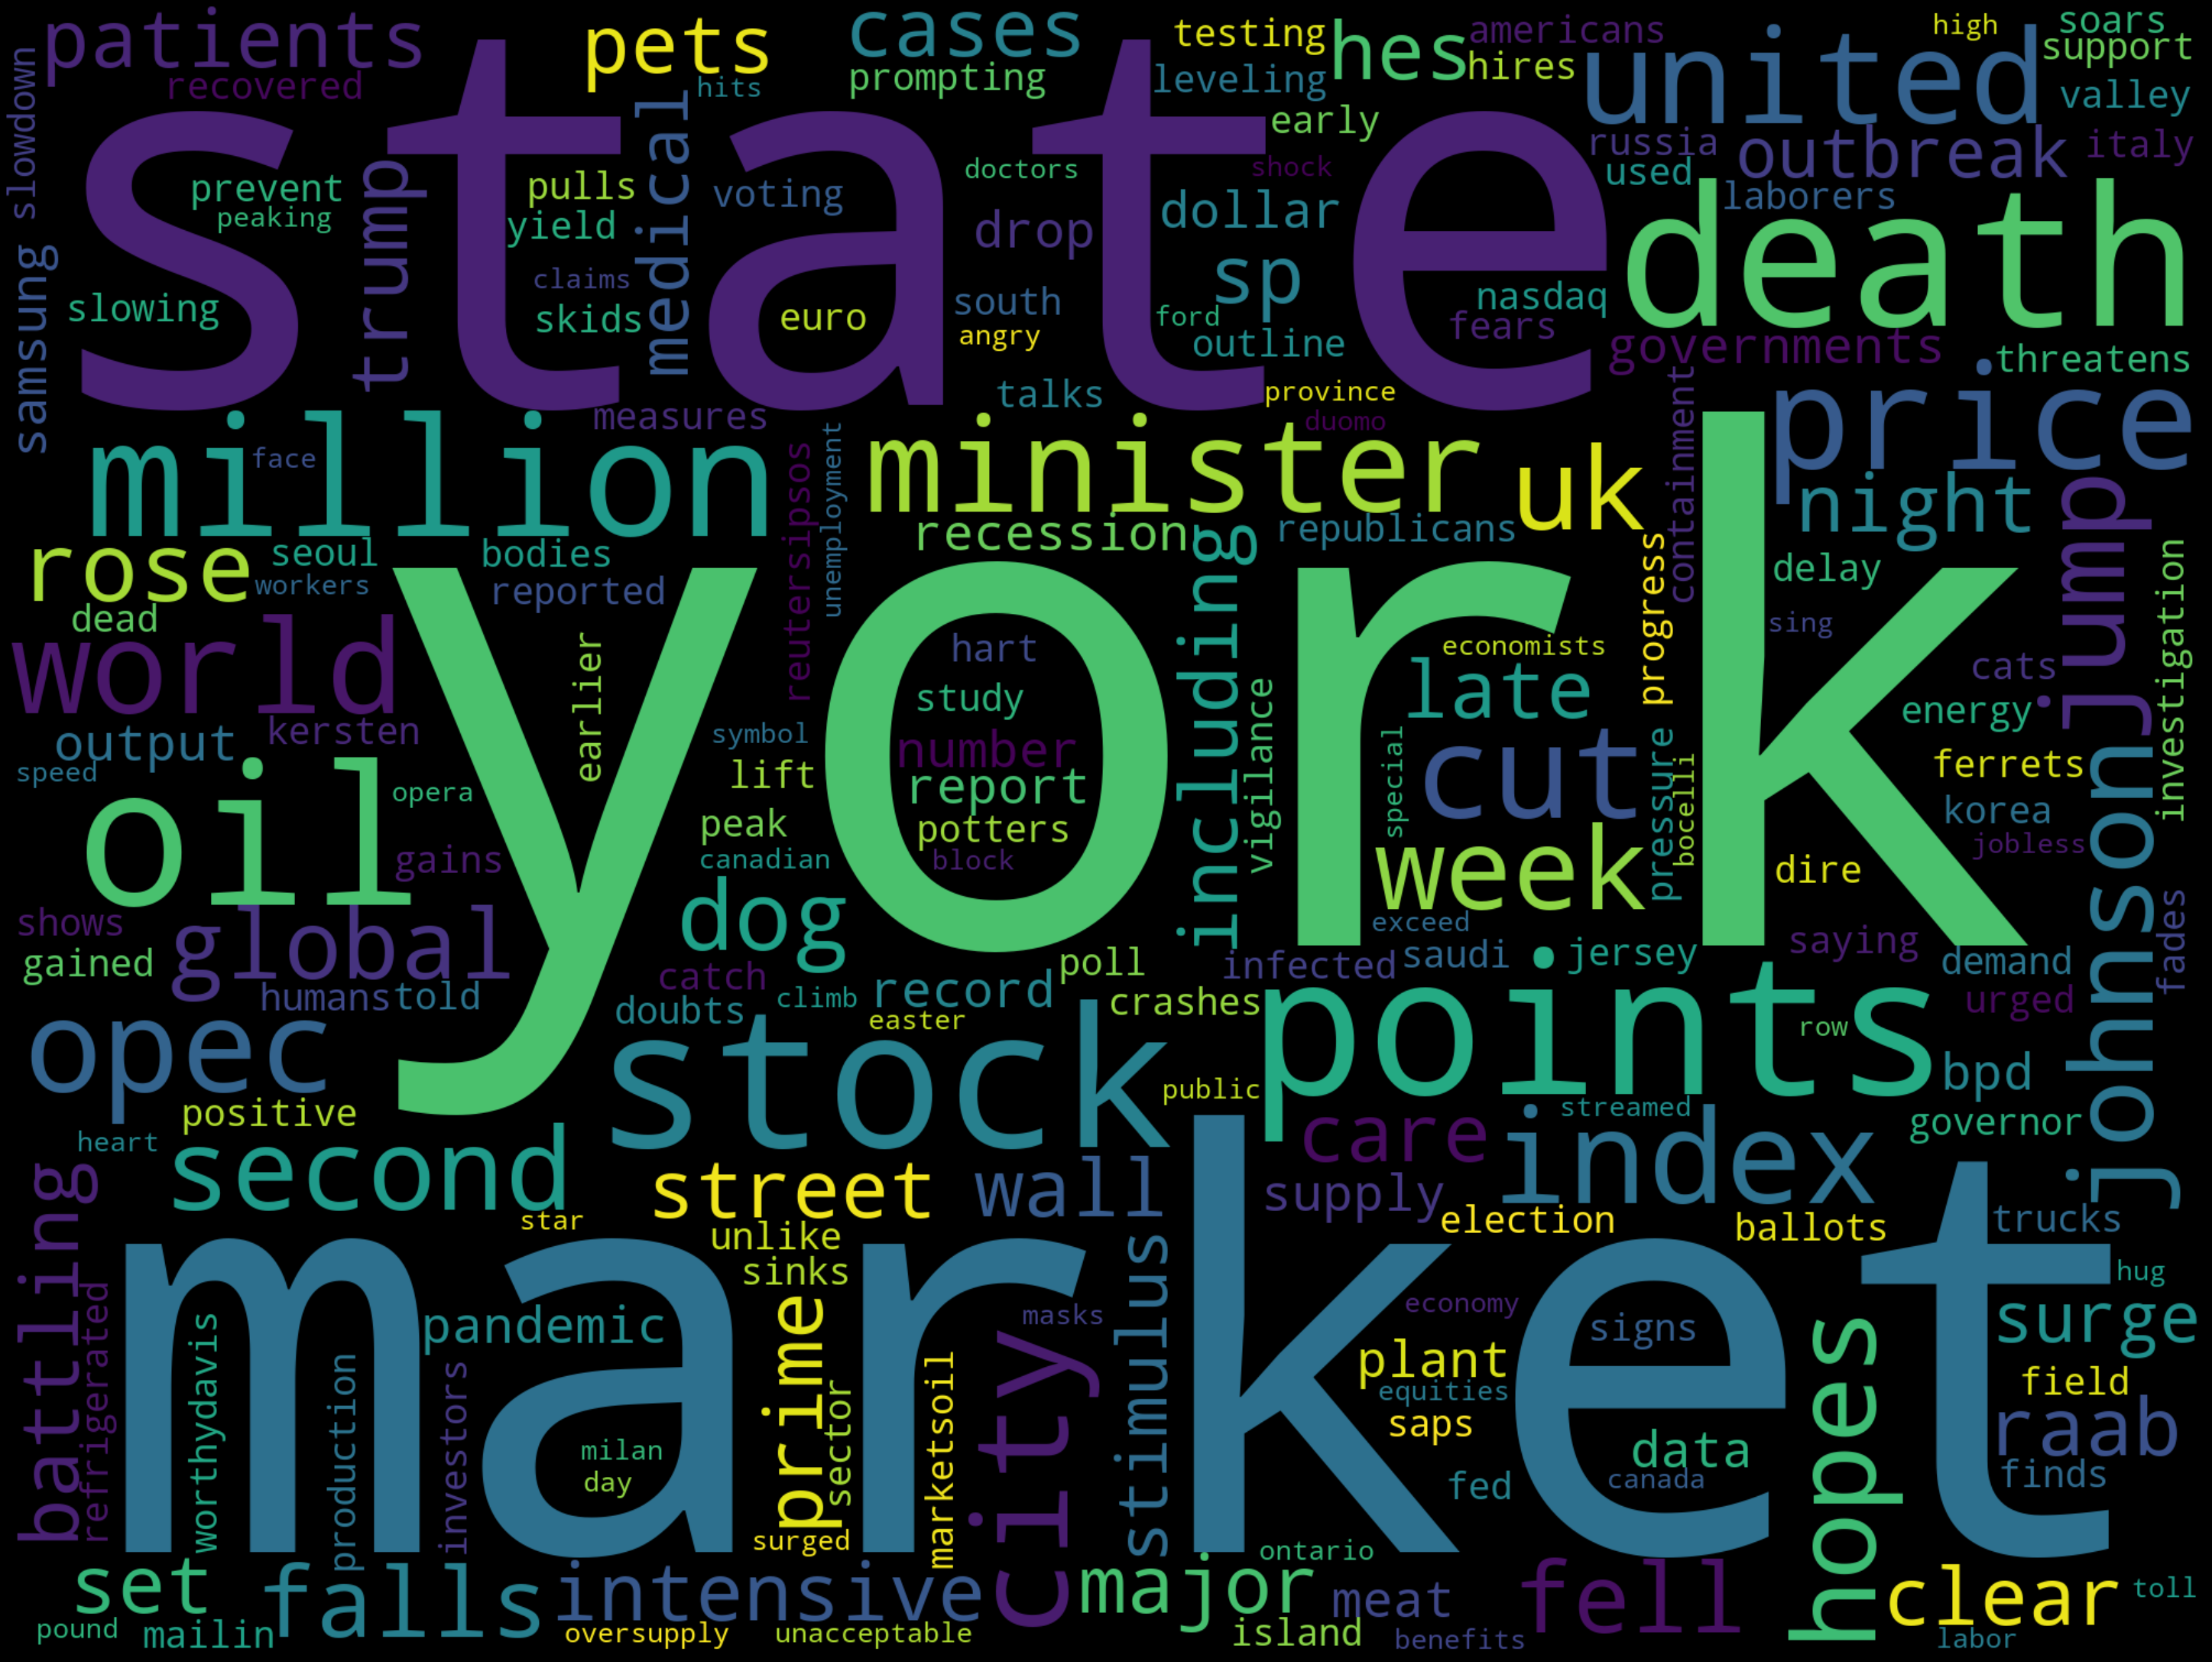 patients
pets
cases
testing
hes
americans
high
soars
recovered
hits
prompting
leveling
hires
united
support
slowdown
state
medical
early
valley
russia
outbreak
italy
prevent
peaking
trump
pulls
yield
voting
doctors
shock
used
laborers
drop
dollar
death
samsung
slowing
claims
skids
euro
south
angry
sp
ford
outline
nasdaq
fears
governments
threatens
million
face
measures
talks
province
duomo
containment
price
reutersipsos
unemployment
minister
uk
night
jump
rose
seoul
workers
bodies
reported
recession
including
republicans
progress
delay
investigation
dead
world
york
earlier
hart
economists
sing
study
late
cats
output
kersten
symbol
number
vigilance
cut
energy
speed
oil
opera
lift
report
special
pressure
bocelli
ferrets
johnson
gains
peak
potters
week
korea
canadian
block
dire
jobless
shows
global
dog
exceed
saying
fades
gained
humans
told
catch
poll
infected
saudi
jersey
demand
doubts
climb
record
crashes
points
urged
opec
easter
stock
row
positive
public
streamed
bpd
heart
second
care
index
governor
battling
street
wall
supply
star
unlike
stimulus
election
ballots
trucks
market
sinks
hug
refrigerated
worthydavis
pandemic
prime
masks
city
economy
signs
hopes
surge
production
investors
sector
marketsoil
plant
equities
field
milan
saps
data
raab
day
fed
canada
finds
surged
set
falls
intensive
major
ontario
meat
fell
clear
toll
pound
mailin
oversupply
unacceptable
island
benefits
labor